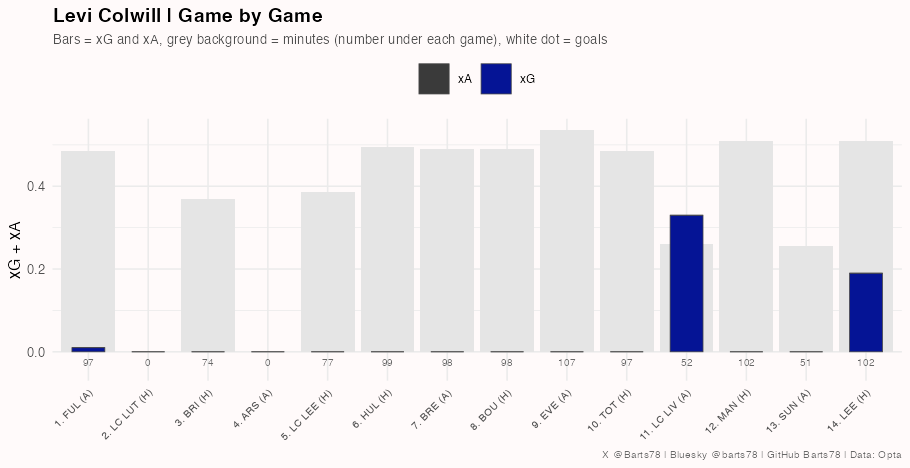 Levi Colwill | Game by Game
Bars = xG and xA, grey background = minutes (number under each game), white dot = goals
xA xG
xG + xA
0.4
0.2
0.0
97 0 74 0 77 99 98 98 107 97 52 102 51 102
1. FUL (A)
2. LC LUT (H)
3. BRI (H)
4. ARS (A)
5. LC LEE (H)
6. HUL (H)
7. BRE (A)
8. BOU (H)
9. EVE (A)
10. TOT (H)
11. LC LIV (A)
12. MAN (H)
13. SUN (A)
14. LEE (H)
X @Barts78 | Bluesky @barts78 | GitHub Barts78 | Data: Opta